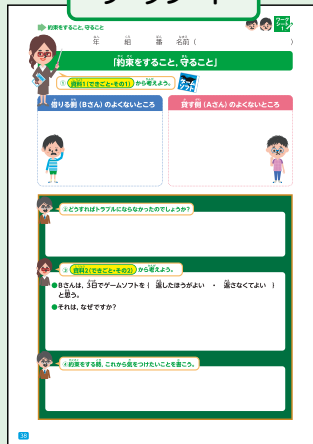 約束をすること，守ること
ワーク
シート
1
年 組 番 名前（ ）
「約束をすること，守ること」
① 資料1（できごと・その1） から考えよう。
ゲーム
ソフト
借りる側（Bさん）のよくないところ
貸す側（Aさん）のよくないところ
②どうすればトラブルにならなかったのでしょうか？
③ 資料2（できごと・その2） から考えよう。
●Bさんは，3日でゲームソフトを｛ 返したほうがよい ・ 返さなくてよい ｝
と思う。
●それは，なぜですか？
④約束をする時，これから気をつけたいことを書こう。
38